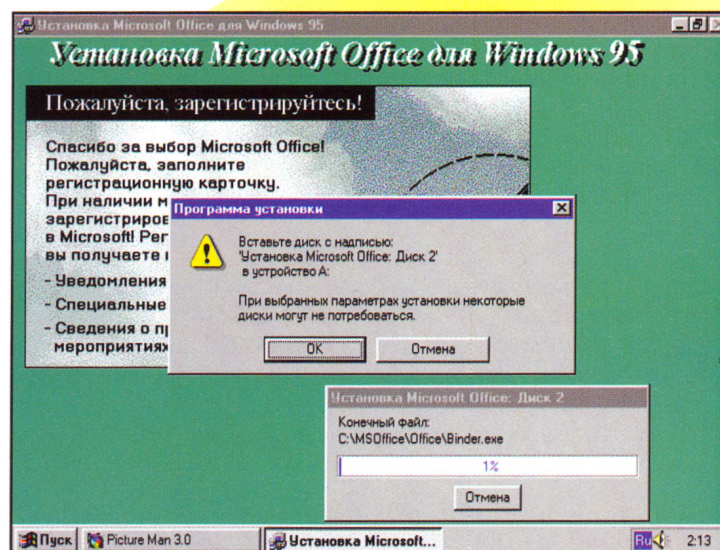 Установка Microsoft Office для Windows 95
Установка Microsoft Office для Windows 95
Пожалуйста, зарегистрируйтесь!
Спасибо за выбор Microsoft Office!
Пожалуйста, заполните
регистрационную карточку.
При наличии
в Microsoft!
вы получаете
- Уведомления
- Специальные
- Сведения о
мероприятиях
Программа установки
Вставьте диск с надписью:
'Установка Microsoft Office: Диск 2'
в устройство A:
При выбранных параметрах установки некоторые
диски могут не потребоваться.
OK Отмена
Установка Microsoft Office: Диск 2
Конечный файл:
C:\MSOffice\Office\Binder.exe
1%
Отмена
Пуск Picture Man 3.0 Установка Microsoft... Ru 2:13